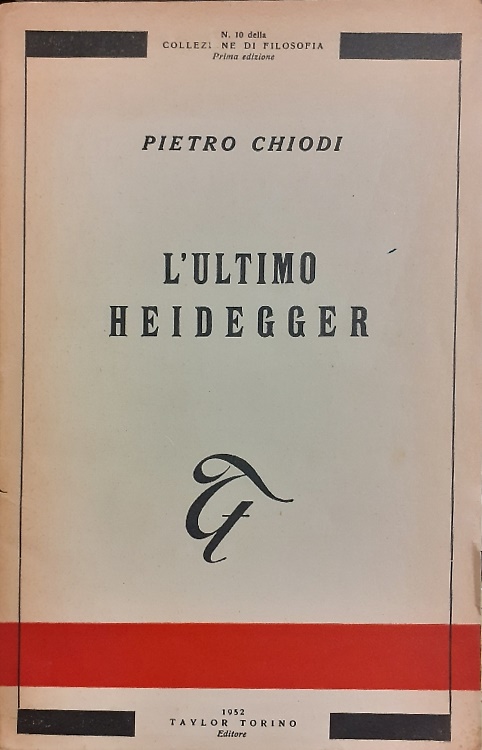 N. 10 della
COLLEZI NE DI FILOSOFIA
Prima edizione
PIETRO CHIODI
L'ULTIMO
HEIDEGGER
1952
TAYLOR TORINO
Editore